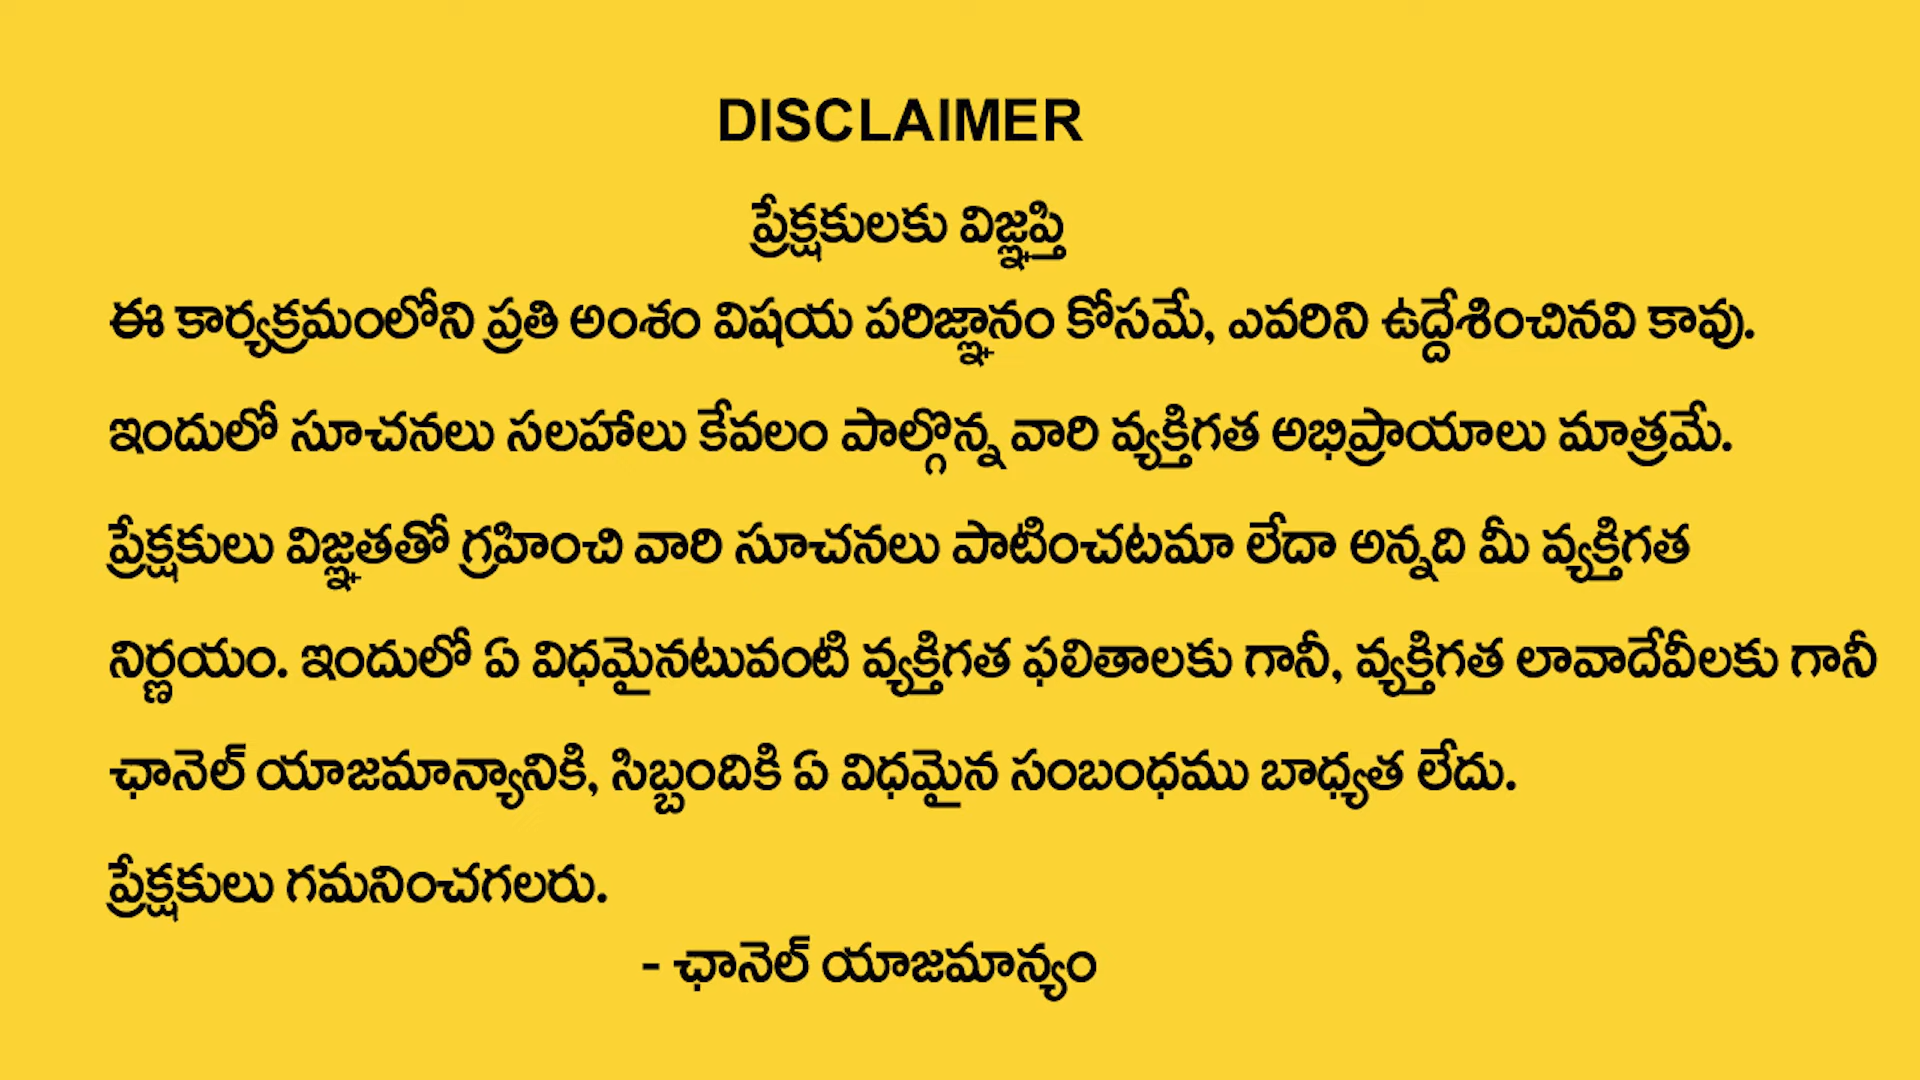 DISCLAIMER
ప్రేక్షకులకు విజ్ఞప్తి
ఈ కార్యక్రమంలోని ప్రతి అంశం విషయ పరిజ్ఞానం కోసమే, ఎవరిని ఉద్దేశించినవి కావు.
ఇందులో సూచనలు సలహాలు కేవలం పాల్గొన్న వారి వ్యక్తిగత అభిప్రాయాలు మాత్రమే.
ప్రేక్షకులు విజ్ఞతతో గ్రహించి వారి సూచనలు పాటించటమా లేదా అన్నది మీ వ్యక్తిగత
నిర్ణయం. ఇందులో ఏ విధమైనటువంటి వ్యక్తిగత ఫలితాలకు గానీ, వ్యక్తిగత లావాదేవీలకు గానీ
ఛానెల్ యాజమాన్యానికి, సిబ్బందికి ఏ విధమైన సంబంధము బాధ్యత లేదు.
ప్రేక్షకులు గమనించగలరు.
- ఛానెల్ యాజమాన్యం